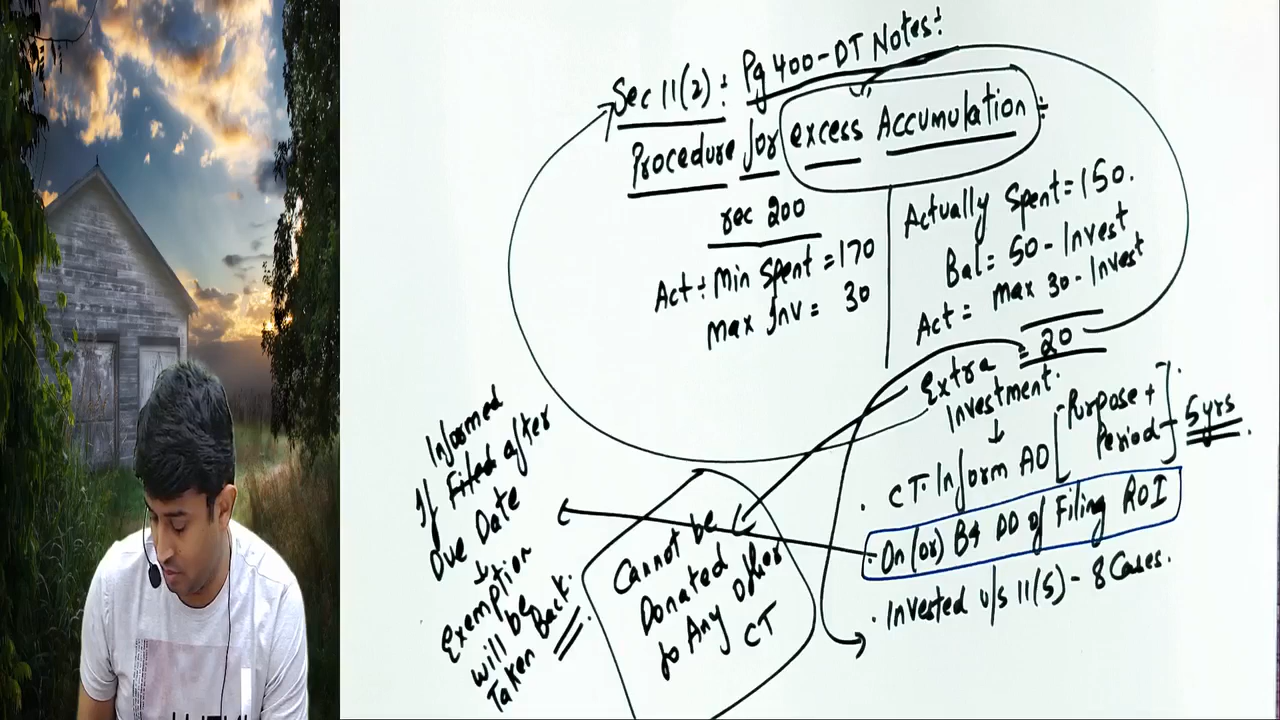 Sec 11(2) : Pg 400-DT Notes:
Procedure for excess Accumulation :
rec 200
Act : Min Spent = 170
Max Inv = 30
Actually Spent = 150.
Bal = 50 - Invest
Act = max 30 - Invest
= 20
Extra
Investment.
↓
. CT. Inform AO [Purpose +
Period] 5yrs
. On (or) B4 DD of Filing ROI
. Invested u/s 11(5) - 8 Cases.
Cannot be
Donated
to Any Other
CT
Informed
If Filed after
Due Date
↓
exemption
will be
Taken Back.